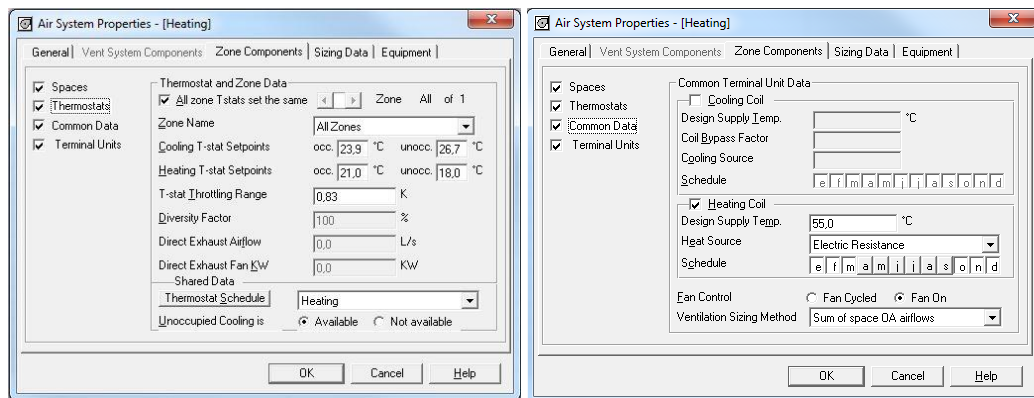 Air System Properties - [Heating]
General Vent System Components Zone Components Sizing Data Equipment
Spaces
Thermostats
Common Data
Terminal Units
Thermostat and Zone Data
All zone Tstats set the same Zone All of 1
Zone Name All Zones
Cooling T-stat Setpoints occ. 23,9 °C unocc. 26,7 °C
Heating T-stat Setpoints occ. 21,0 °C unocc. 18,0 °C
T-stat Throttling Range 0,83 K
Diversity Factor 100 %
Direct Exhaust Airflow 0,0 L/s
Direct Exhaust Fan KW 0,0 KW
Shared Data
Thermostat Schedule Heating
Unoccupied Cooling is Available Not available
OK Cancel Help
Air System Properties - [Heating]
General Vent System Components Zone Components Sizing Data Equipment
Spaces
Thermostats
Common Data
Terminal Units
Common Terminal Unit Data
Cooling Coil
Design Supply Temp. °C
Coil Bypass Factor
Cooling Source
Schedule e f m a m j j a s o n d
Heating Coil
Design Supply Temp. 55,0 °C
Heat Source Electric Resistance
Schedule e f m a m j j a s o n d
Fan Control Fan Cycled Fan On
Ventilation Sizing Method Sum of space OA airflows
OK Cancel Help